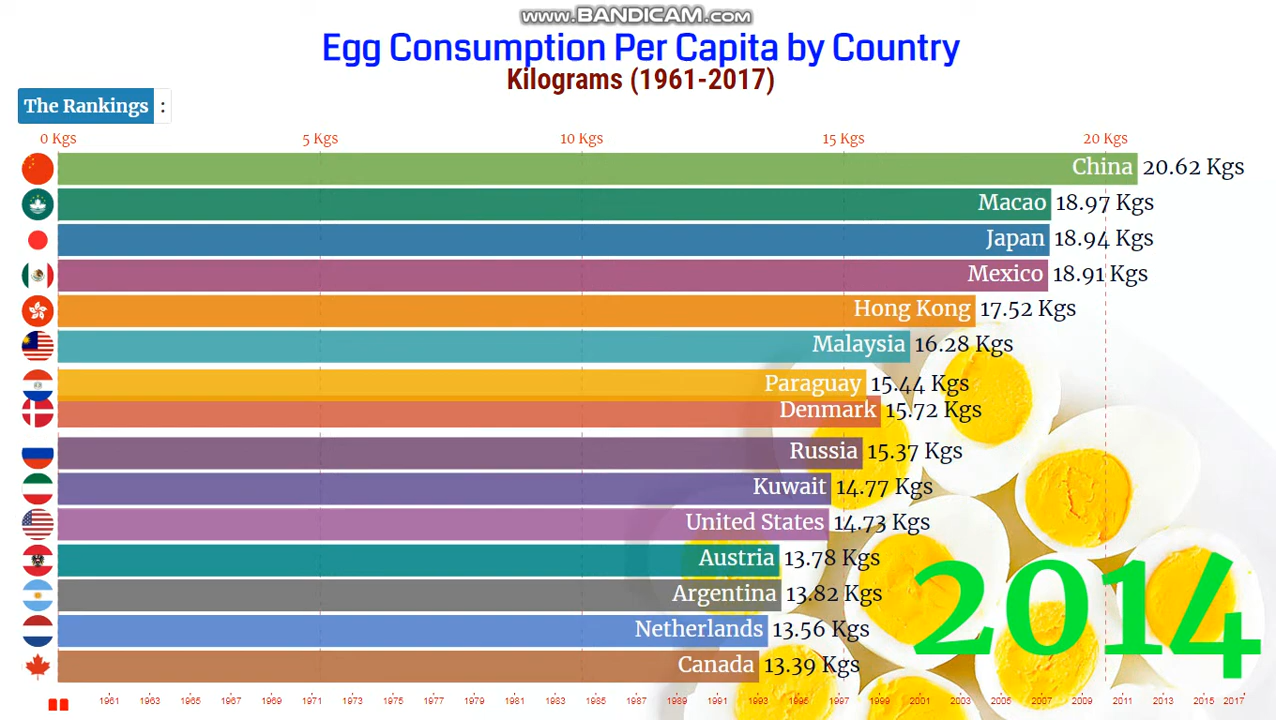 www.BANDICAM.com
Egg Consumption Per Capita by Country
Kilograms (1961-2017)
The Rankings :
0 Kgs 5 Kgs 10 Kgs 15 Kgs 20 Kgs
China 20.62 Kgs
Macao 18.97 Kgs
Japan 18.94 Kgs
Mexico 18.91 Kgs
Hong Kong 17.52 Kgs
Malaysia 16.28 Kgs
Paraguay 15.44 Kgs
Denmark 15.72 Kgs
Russia 15.37 Kgs
Kuwait 14.77 Kgs
United States 14.73 Kgs
Austria 13.78 Kgs
Argentina 13.82 Kgs
Netherlands 13.56 Kgs
Canada 13.39 Kgs
2014
1961 1963 1965 1967 1969 1971 1973 1975 1977 1979 1981 1983 1985 1987 1989 1991 1993 1995 1997 1999 2001 2003 2005 2007 2009 2011 2013 2015 2017